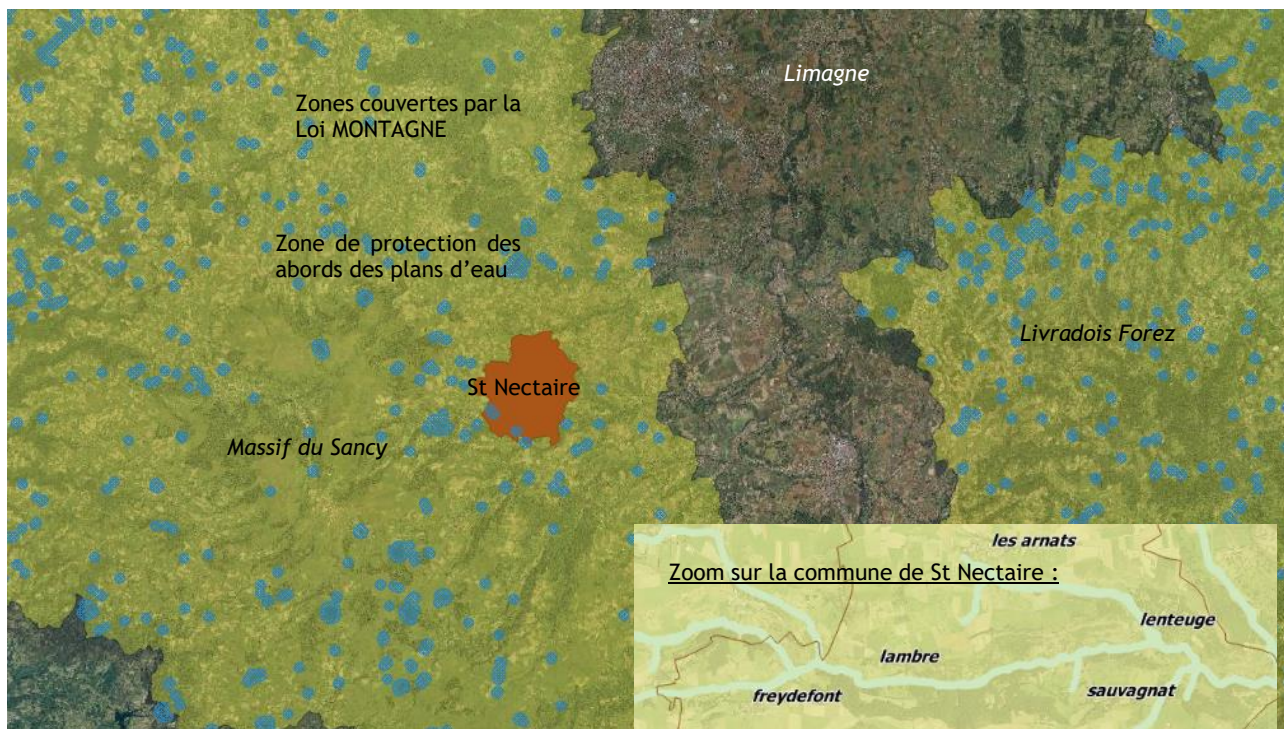 Limagne
Zones couvertes par la
Loi MONTAGNE
Zone de protection des
abords des plans d’eau
Livradois Forez
St Nectaire
Massif du Sancy
les arnats
Zoom sur la commune de St Nectaire :
lenteuge
lambre
freydefont
sauvagnat